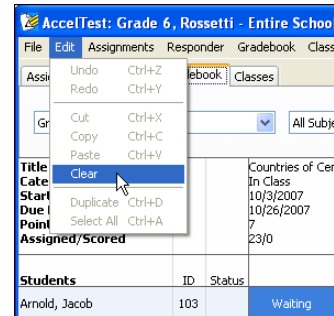 AccelTest: Grade 6, Rossetti - Entire Schoo
File Edit Assignments Responder Gradebook Class
Assi
Undo Ctrl+Z
Redo Ctrl+Y
Cut Ctrl+X
Copy Ctrl+C
Paste Ctrl+V
Clear
Duplicate Ctrl+D
Select All Ctrl+A
ebook Classes
Gr
All Subje
Title Countries of Cen
Cate In Class
Start 10/3/2007
Due 10/26/2007
Point 7
Assigned/Scored 23/0
Students ID Status
Arnold, Jacob 103 Waiting